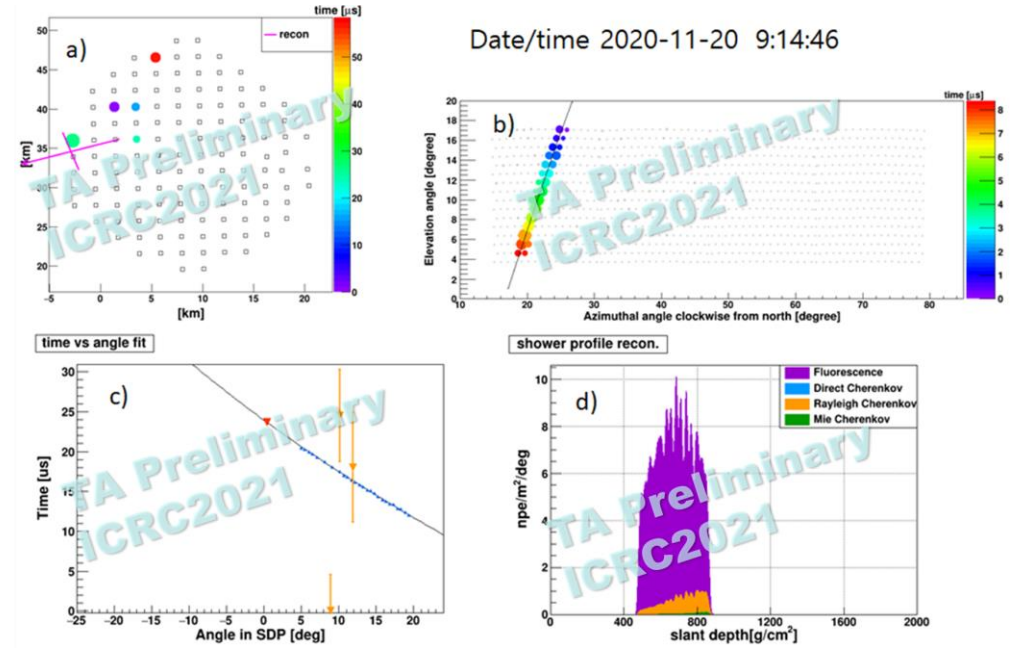 time [μs]
a)
recon
50
45
40
35
30
25
20
[km]
-5
0
5
10
15
20
[km]
50
40
30
20
10
0
TA Preliminary
ICRC2021
Date/time 2020-11-20 9:14:46
time [μs]
b)
20
18
16
14
12
10
8
6
4
2
0
Elevation angle [degree]
10
20
30
40
50
60
70
80
Azimuthal angle clockwise from north [degree]
8
7
6
5
4
3
2
1
0
TA Preliminary
ICRC2021
time vs angle fit
c)
30
25
20
15
10
5
0
Time [us]
-25
-20
-15
-10
-5
0
5
10
15
20
Angle in SDP [deg]
TA Preliminary
ICRC2021
shower profile recon.
d)
Fluorescence
Direct Cherenkov
Rayleigh Cherenkov
Mie Cherenkov
10
8
6
4
2
0
npe/m²/deg
0
400
800
1200
1600
2000
slant depth[g/cm²]
TA Preliminary
ICRC2021